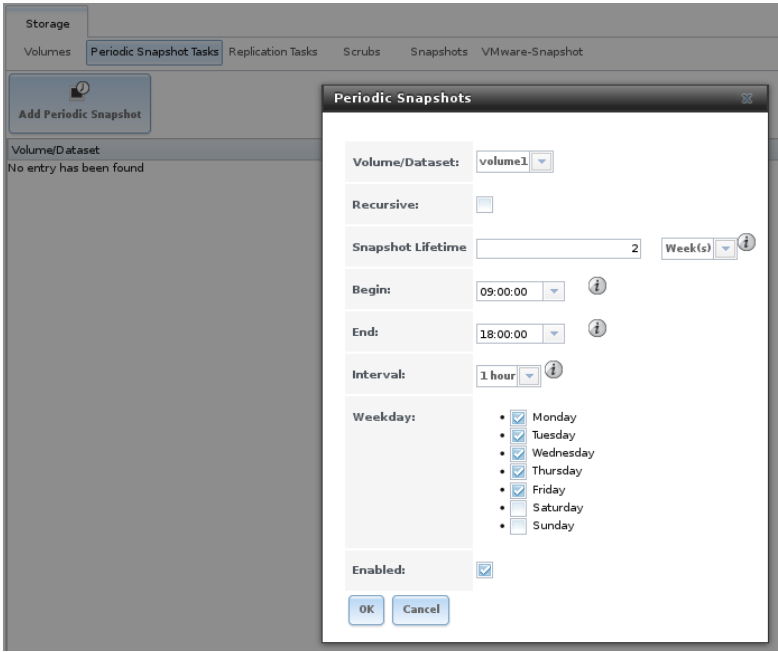 Storage
Volumes Periodic Snapshot Tasks Replication Tasks Scrubs Snapshots VMware-Snapshot
Add Periodic Snapshot
Volume/Dataset
No entry has been found
Periodic Snapshots
Volume/Dataset: volume1
Recursive:
Snapshot Lifetime 2 Week(s)
Begin: 09:00:00
End: 18:00:00
Interval: 1 hour
Weekday:
Monday
Tuesday
Wednesday
Thursday
Friday
Saturday
Sunday
Enabled:
OK Cancel